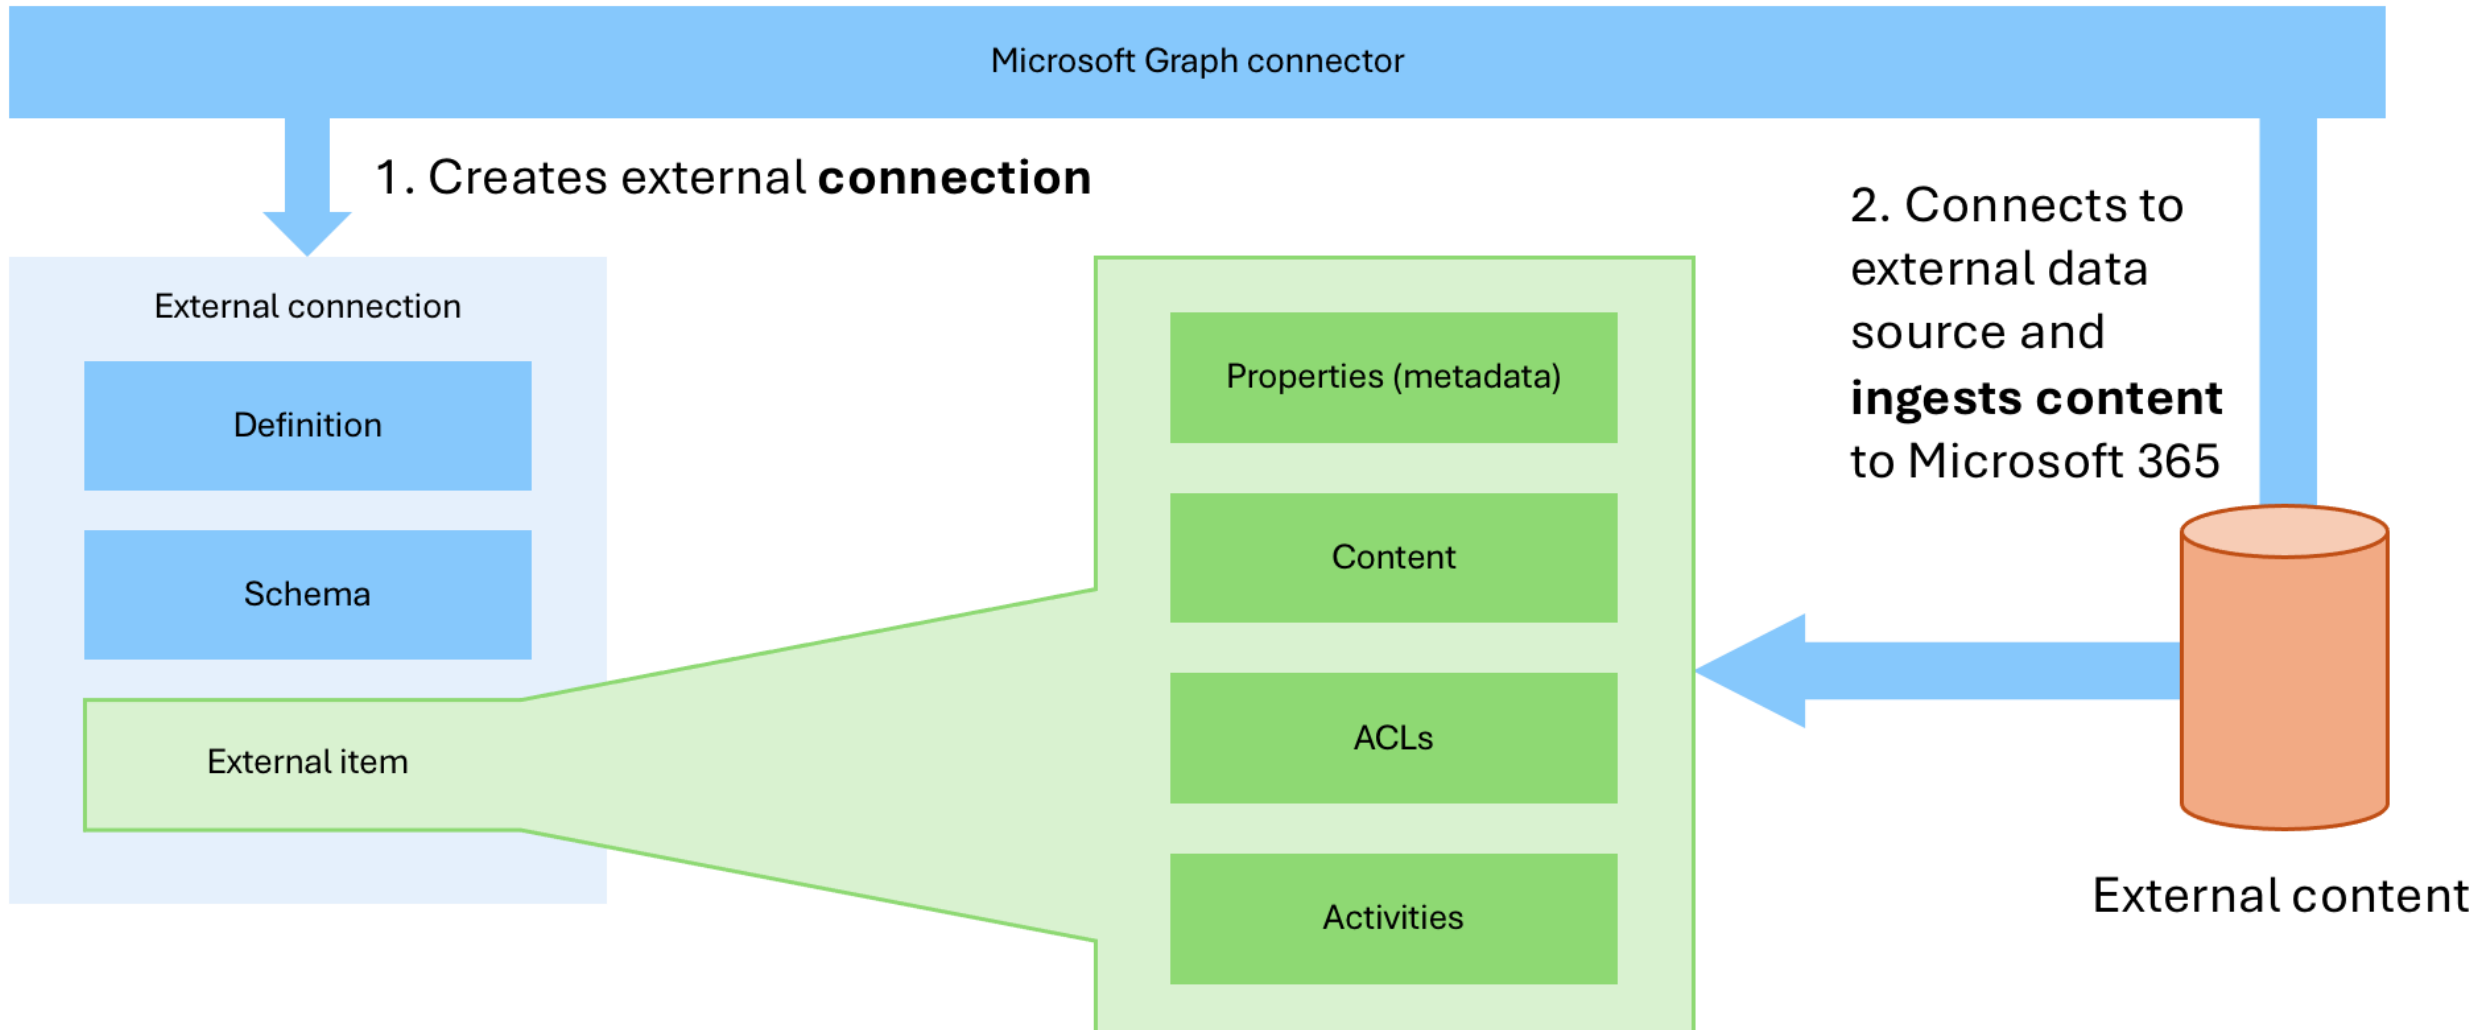 Microsoft Graph connector
1. Creates external connection
2. Connects to
external data
source and
ingests content
to Microsoft 365
External connection
Definition
Schema
External item
Properties (metadata)
Content
ACLs
Activities
External content